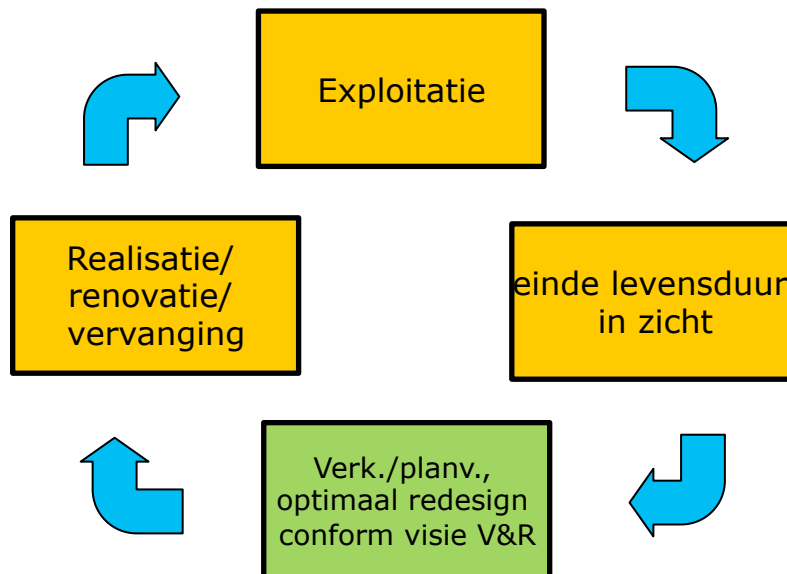 Exploitatie
Realisatie/
renovatie/
vervanging
einde levensduur
in zicht
Verk./planv.,
optimaal redesign
conform visie V&R